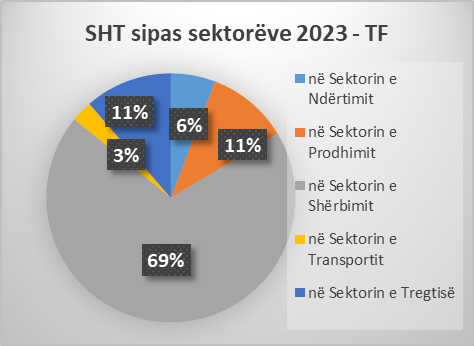 SHT sipas sektorëve 2023 - TF
11%
6%
3%
11%
69%
në Sektorin e
Ndërtimit
në Sektorin e
Prodhimit
në Sektorin e
Shërbimit
në Sektorin e
Transportit
në Sektorin e Tregtisë